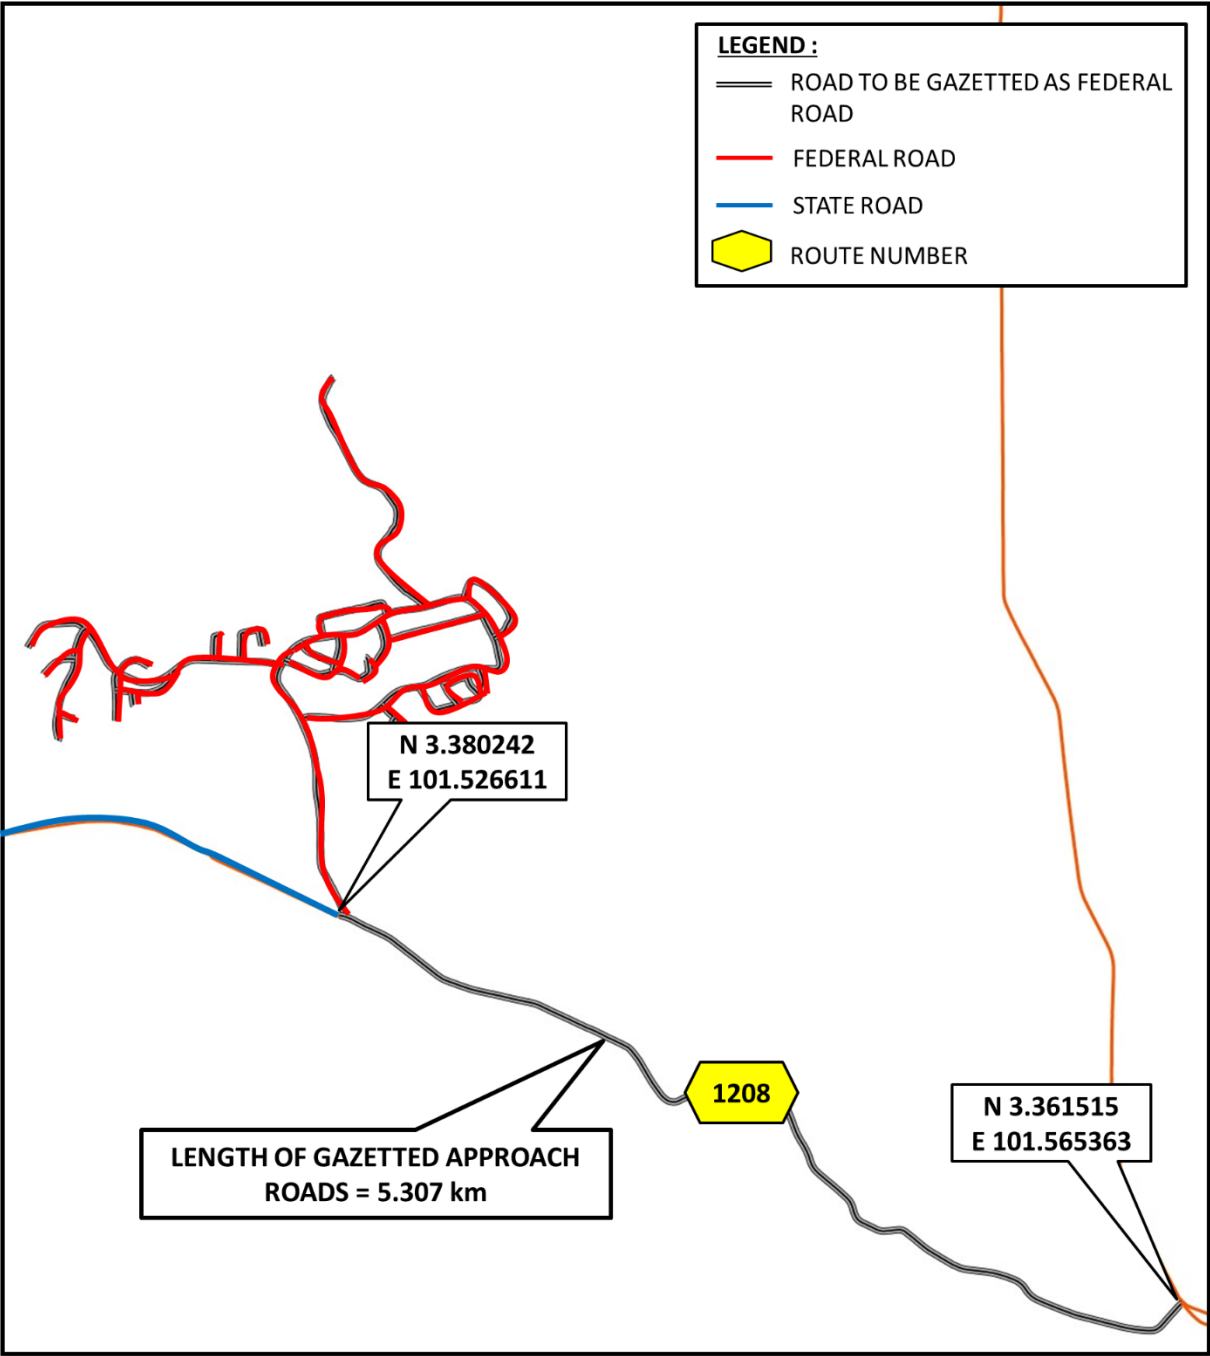 LEGEND :
ROAD TO BE GAZETTED AS FEDERAL
ROAD
FEDERAL ROAD
STATE ROAD
ROUTE NUMBER
N 3.380242
E 101.526611
1208
N 3.361515
E 101.565363
LENGTH OF GAZETTED APPROACH
ROADS = 5.307 km